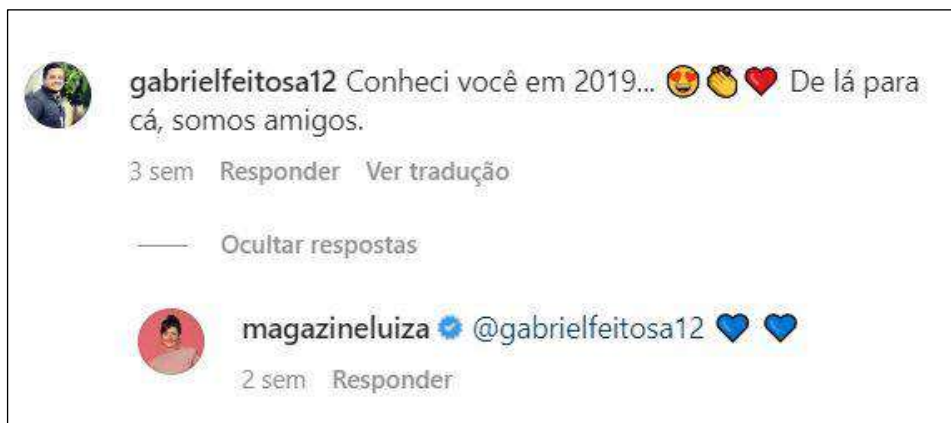 gabrielfeitosa12 Conheci você em 2019... 😍👏❤️ De lá para
cá, somos amigos.
3 sem Responder Ver tradução
Ocultar respostas
magazineluiza @gabrielfeitosa12 💙 💙
2 sem Responder